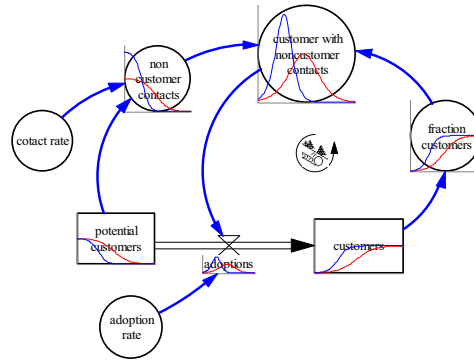 customer with
noncustomer
contacts
non
customer
contacts
cotact rate
fraction
customers
potential
customers
customers
adoptions
adoption
rate